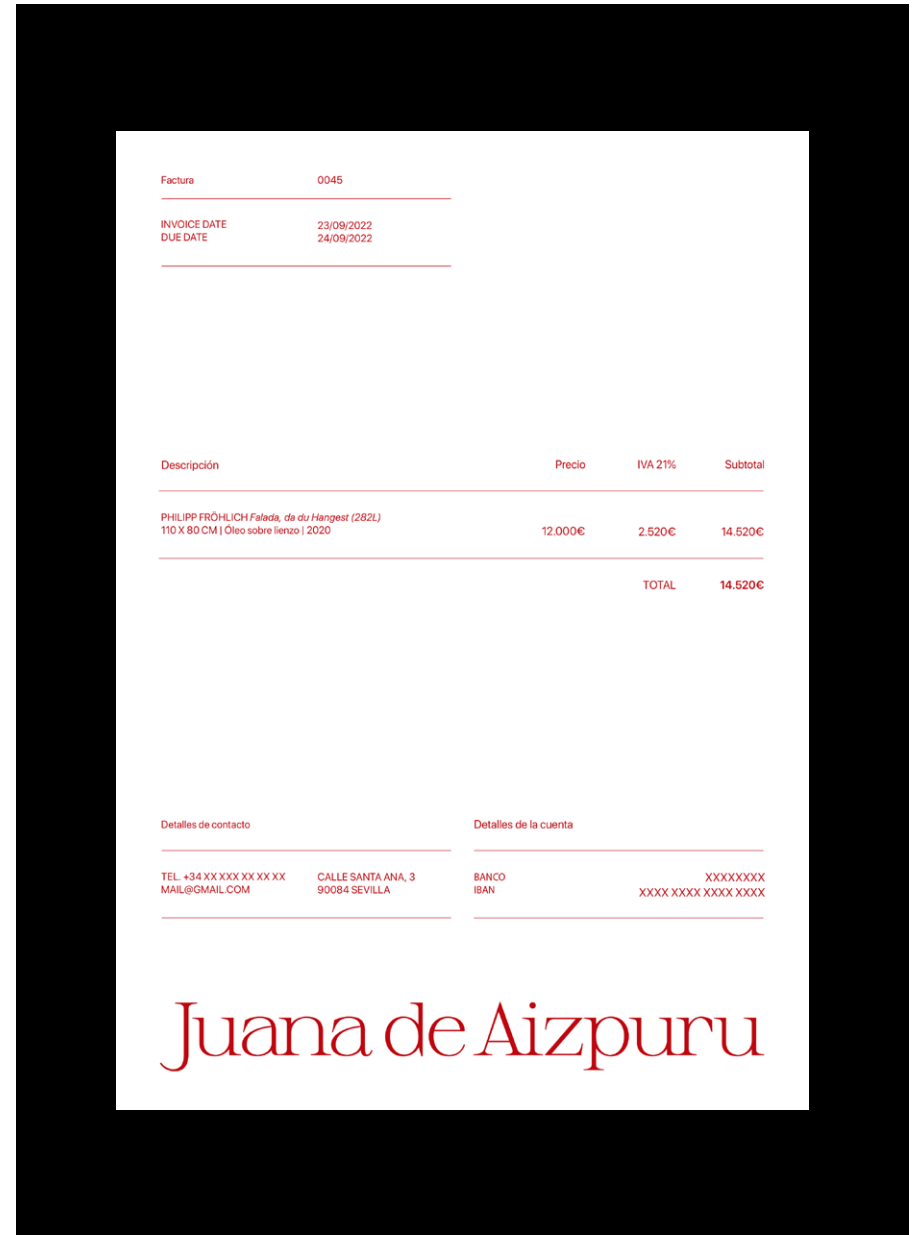 Factura 0045
INVOICE DATE 23/09/2022
DUE DATE 24/09/2022
Descripción Precio IVA 21% Subtotal
PHILIPP FRÖHLICH Falada, da du Hangest (282L)
110 X 80 CM | Óleo sobre lienzo | 2020 12.000€ 2.520€ 14.520€
TOTAL 14.520€
Detalles de contacto Detalles de la cuenta
TEL. +34 XX XXX XX XX XX CALLE SANTA ANA, 3 BANCO XXXXXXXX
MAIL@GMAIL.COM 90084 SEVILLA IBAN XXXX XXXX XXXX XXXX
Juana de Aizpuru